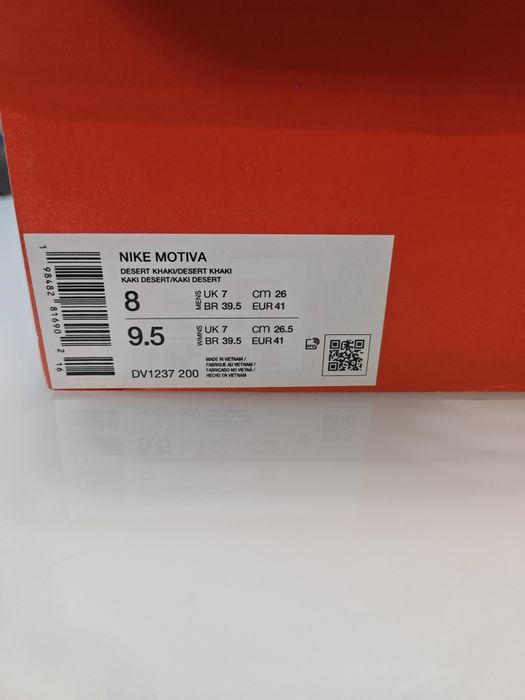 NIKE MOTIVA
DESERT KHAKI/DESERT KHAKI
KAKI DESERT/KAKI DESERT
8 MENS UK 7 CM 26
BR 39.5 EUR 41
9.5 WMNS UK 7 CM 26.5
BR 39.5 EUR 41
MADE IN VIETNAM /
FABRIQUE AU VIETNAM /
FABRICADO NO VIETNÃ /
HECHO EN VIETNAM
DV1237 200
1 98482 81690 2 16